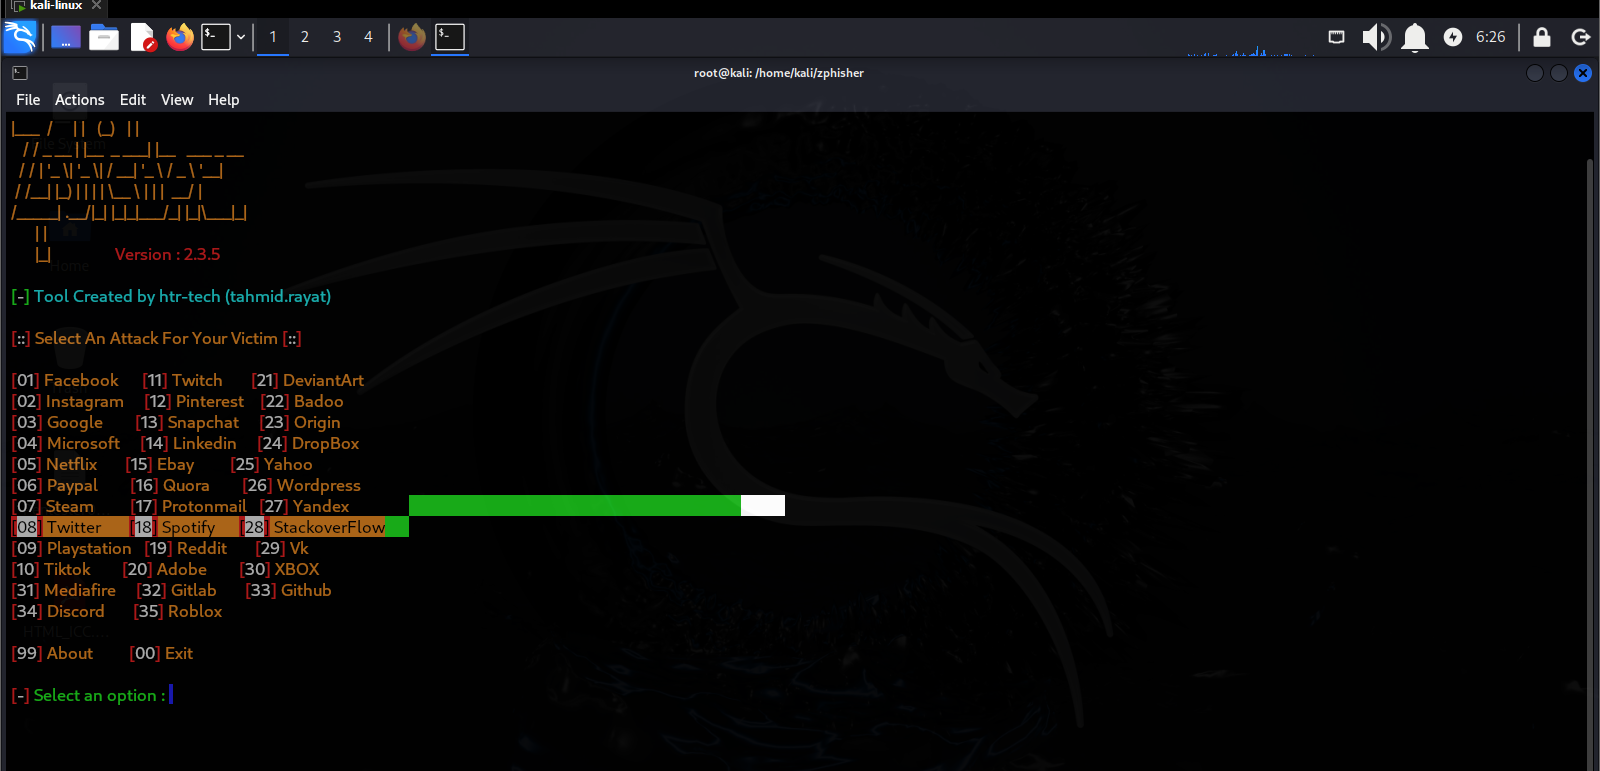 kali-linux
1 2 3 4
6:26
root@kali: /home/kali/zphisher
File Actions Edit View Help
Version : 2.3.5
Home
[-] Tool Created by htr-tech (tahmid.rayat)
[::] Select An Attack For Your Victim [::]
[01] Facebook [11] Twitch [21] DeviantArt
[02] Instagram [12] Pinterest [22] Badoo
[03] Google [13] Snapchat [23] Origin
[04] Microsoft [14] Linkedin [24] DropBox
[05] Netflix [15] Ebay [25] Yahoo
[06] Paypal [16] Quora [26] Wordpress
[07] Steam [17] Protonmail [27] Yandex
[08] Twitter [18] Spotify [28] StackoverFlow
[09] Playstation [19] Reddit [29] Vk
[10] Tiktok [20] Adobe [30] XBOX
[31] Mediafire [32] Gitlab [33] Github
[34] Discord [35] Roblox
[99] About [00] Exit
[-] Select an option :